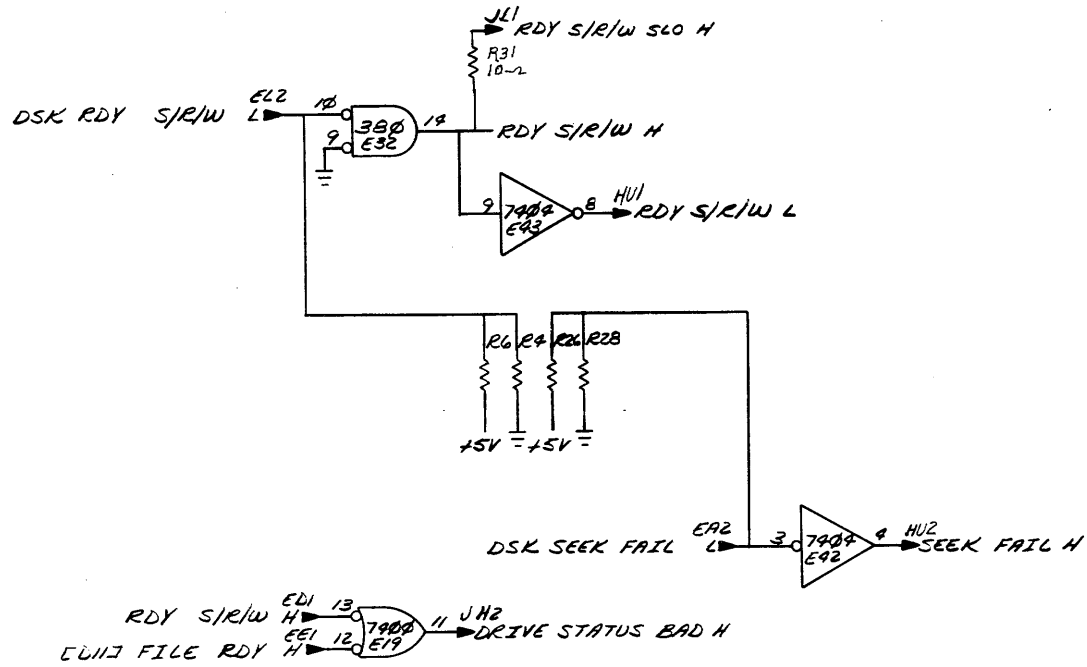 JL1
RDY S/R/W SLO H
R31
10Ω
DSK RDY S/R/W L
EL2
10
9
380
E32
14
RDY S/R/W H
9
7404
E43
8
HU1
RDY S/R/W L
R6 R4 R26 R28
+5V +5V
DSK SEEK FAIL L
EA2
3
7404
E42
4
HU2
SEEK FAIL H
RDY S/R/W H
ED1
13
FILE RDY H
EE1
12
7400
E19
11
JH2
DRIVE STATUS BAD H